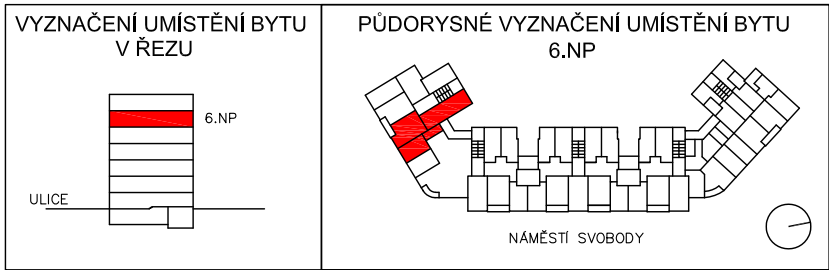 VYZNAČENÍ UMÍSTĚNÍ BYTU
V ŘEZU
6.NP
ULICE
PŮDORYSNÉ VYZNAČENÍ UMÍSTĚNÍ BYTU
6.NP
NÁMĚSTÍ SVOBODY